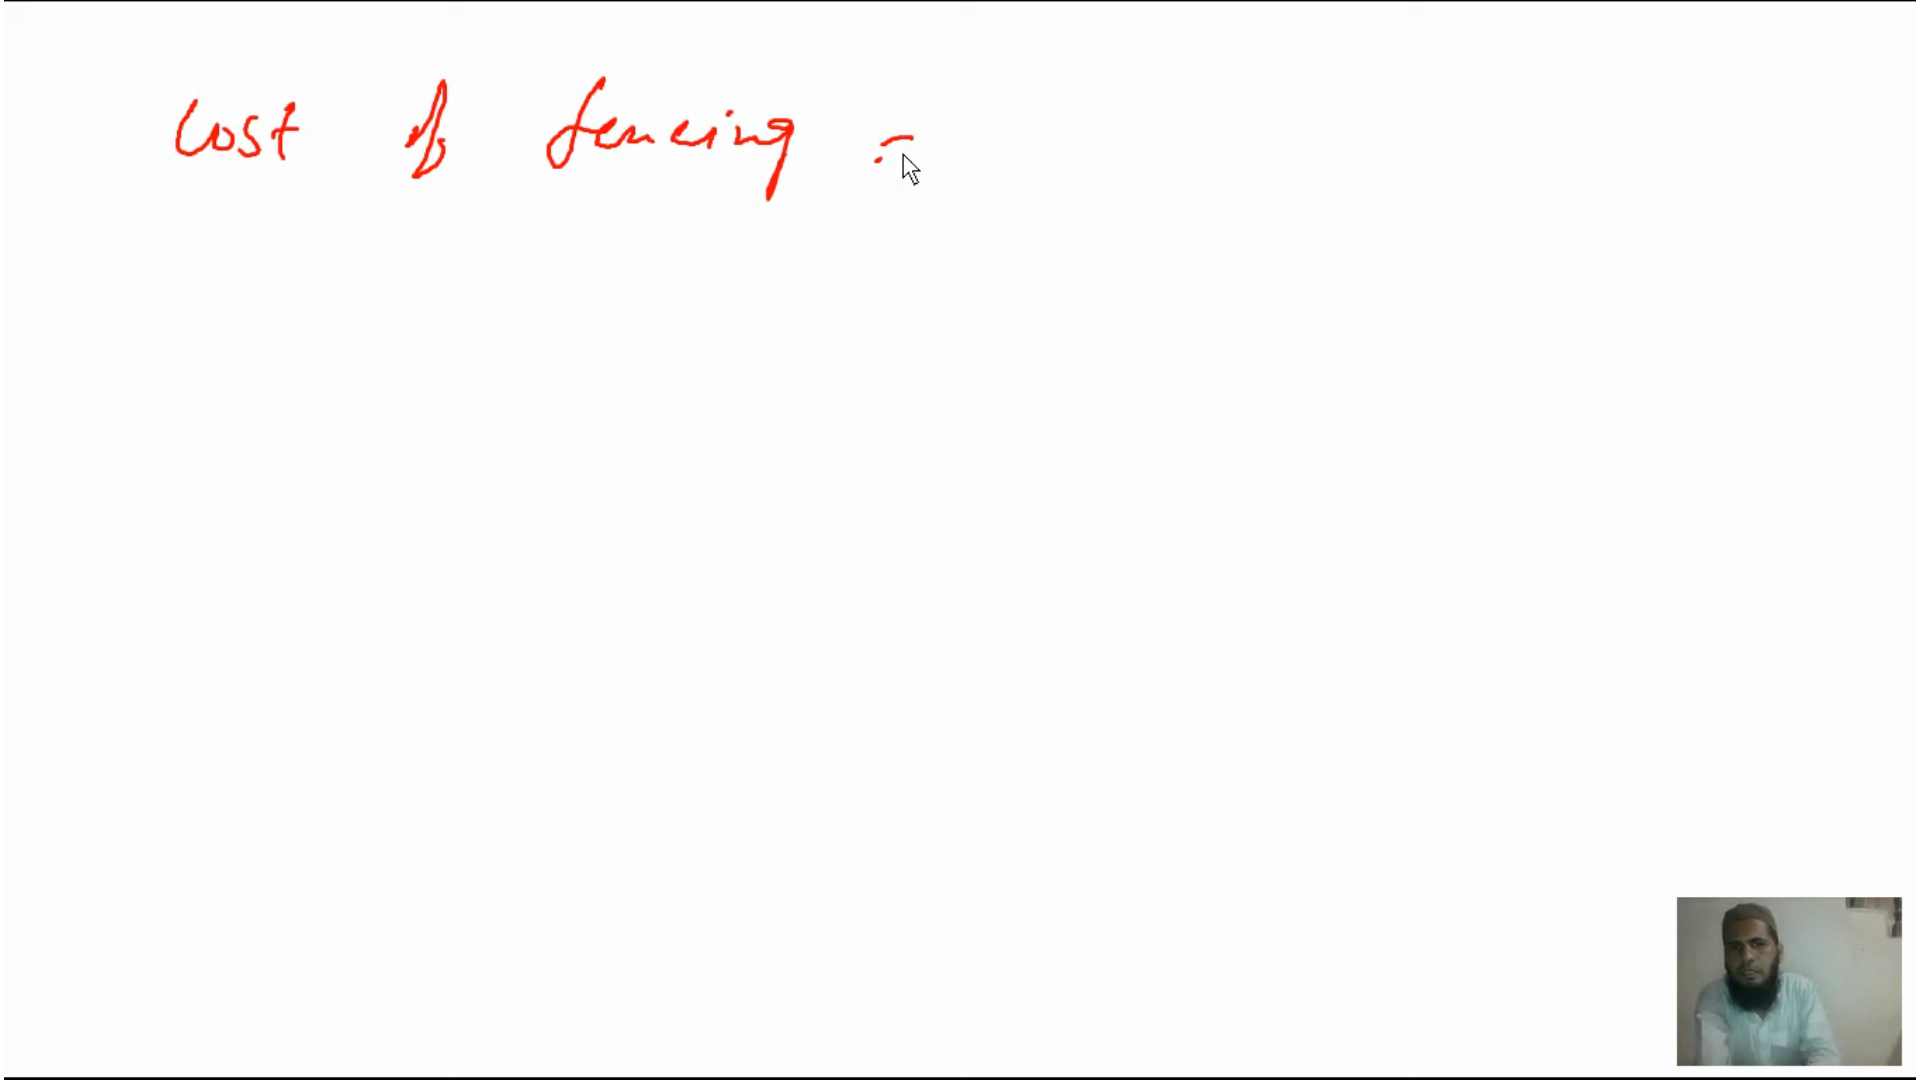 Cost of fencing =